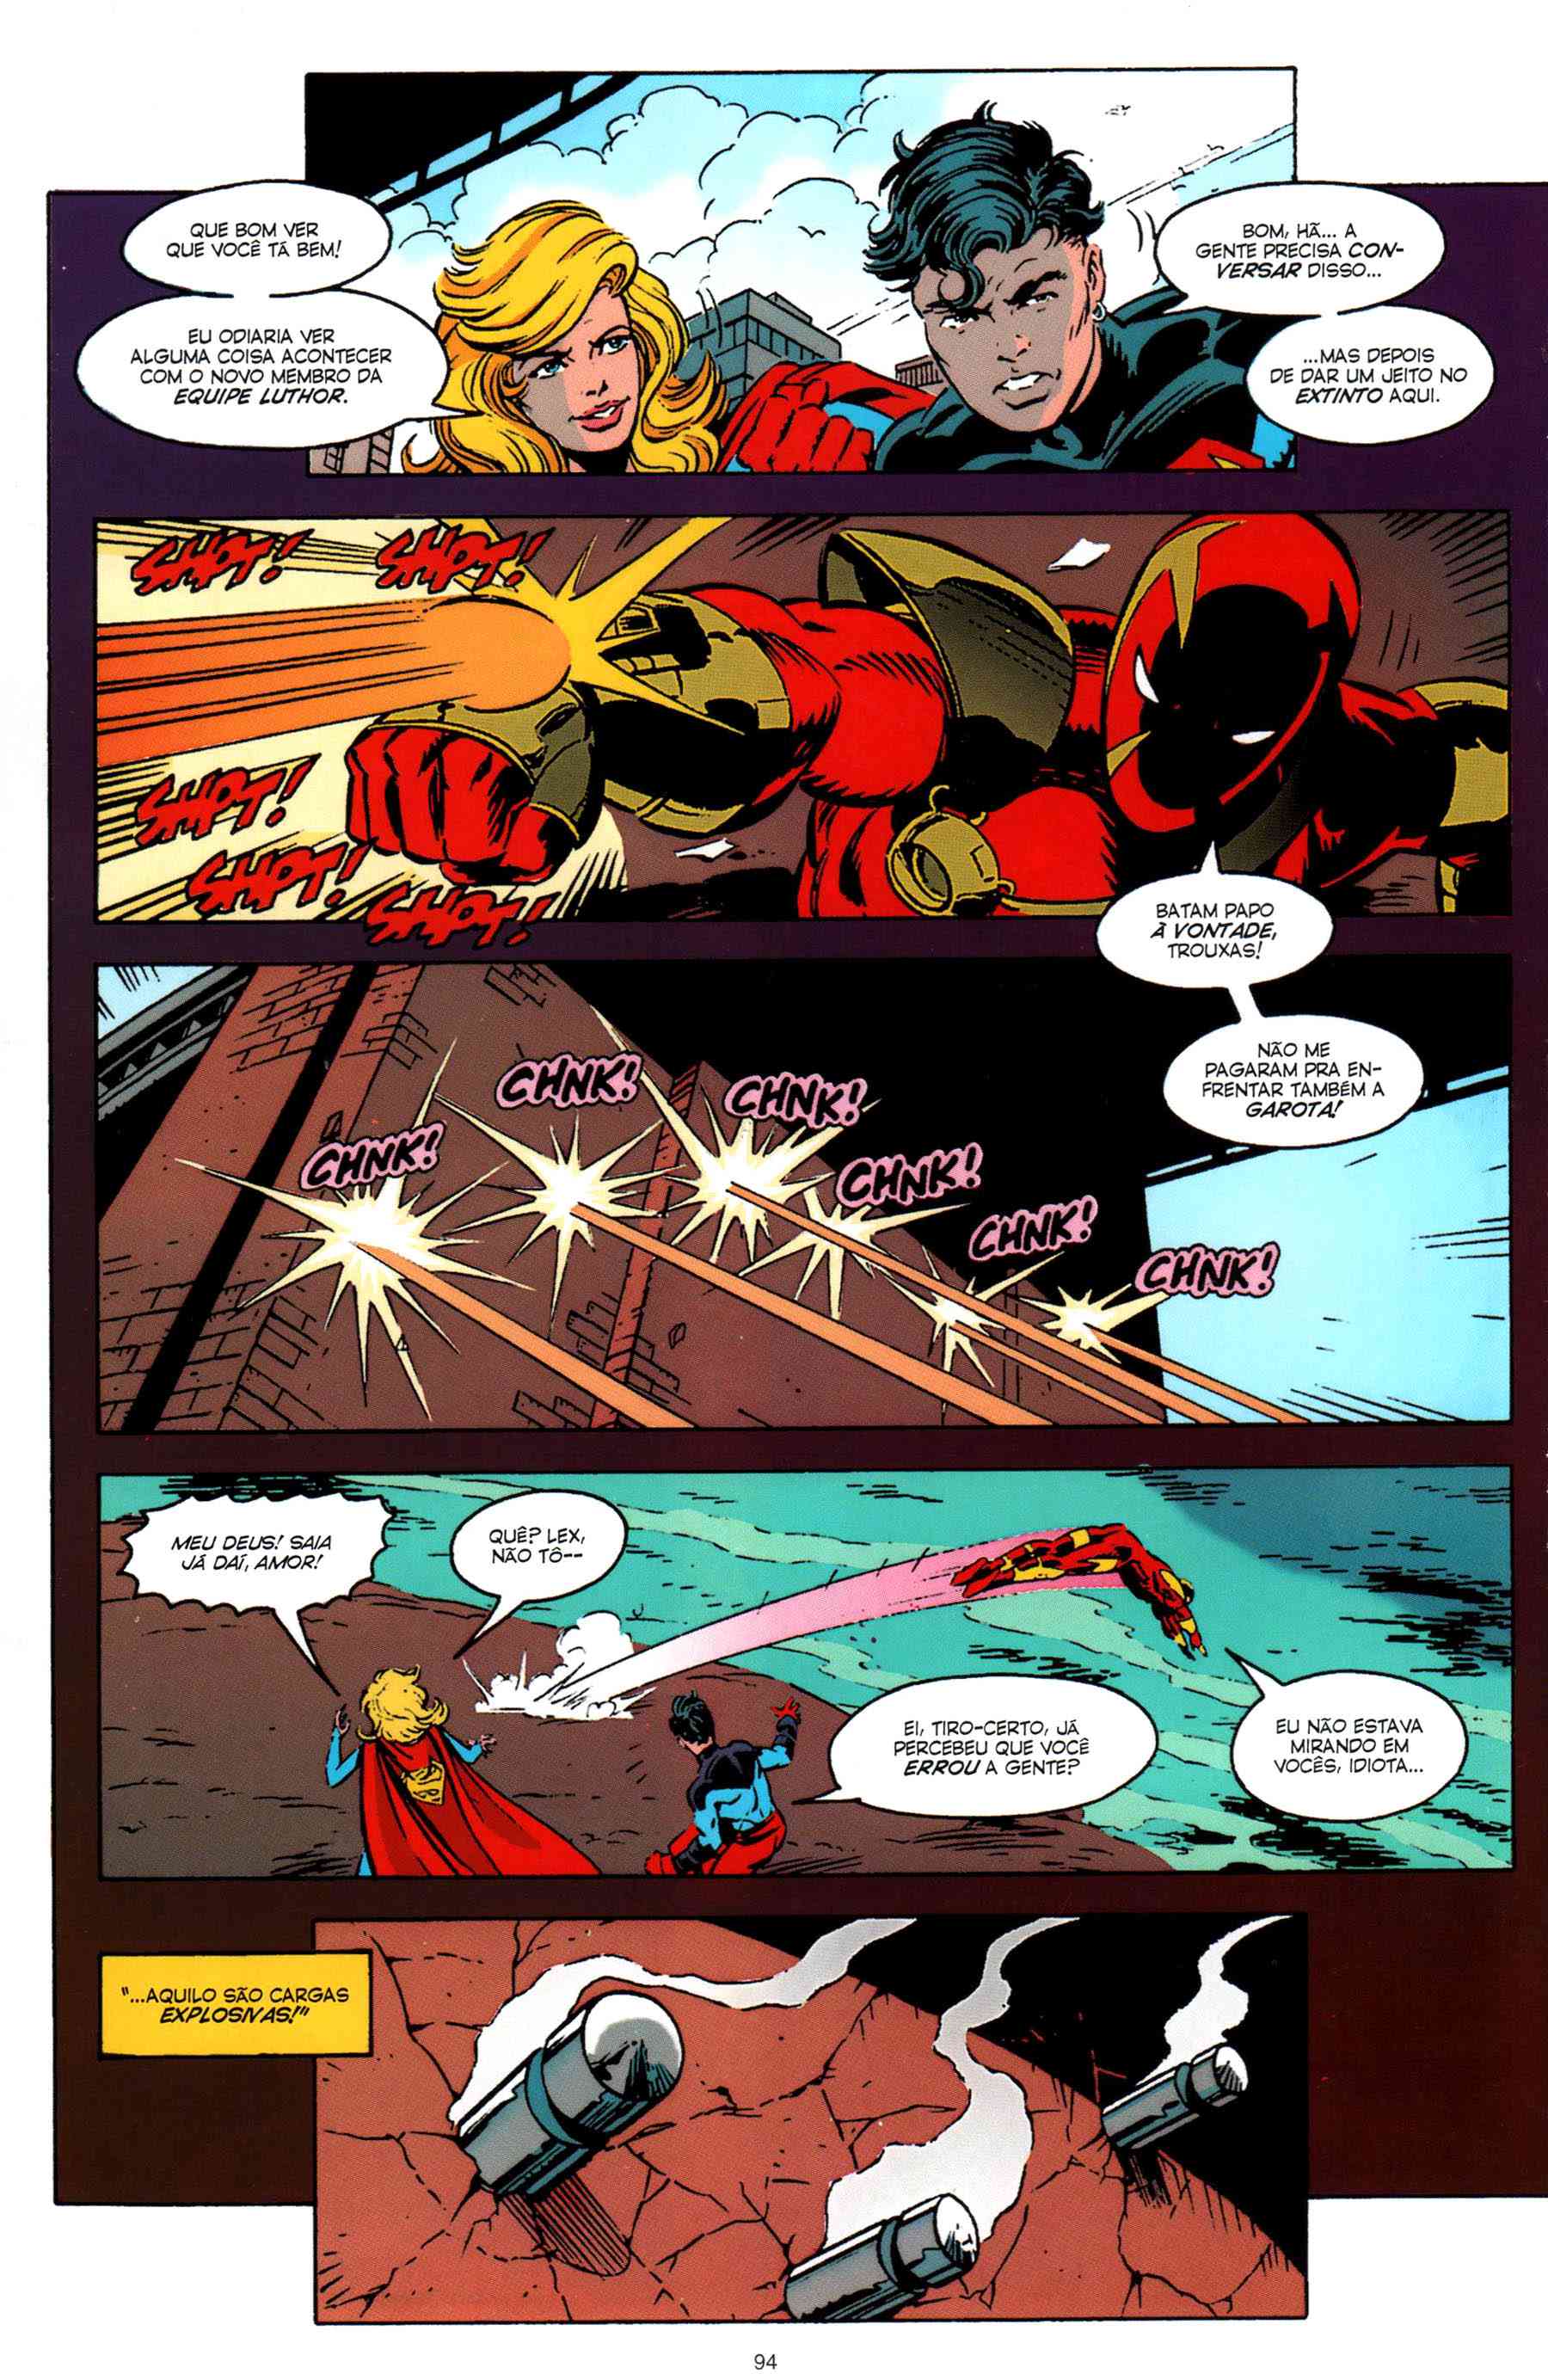 QUE BOM VER
QUE VOCÊ TÁ BEM!
EU ODIARIA VER
ALGUMA COISA ACONTECER
COM O NOVO MEMBRO DA
EQUIPE LUTHOR.
BOM, HÃ... A
GENTE PRECISA CON-
VERSAR DISSO...
...MAS DEPOIS
DE DAR UM JEITO NO
EXTINTO AQUI.
SHPT!
SHPT!
SHPT!
SHPT!
SHPT!
BATAM PAPO
À VONTADE,
TROUXAS!
NÃO ME
PAGARAM PRA EN-
FRENTAR TAMBÉM A
GAROTA!
CHNK!
CHNK!
CHNK!
CHNK!
CHNK!
CHNK!
MEU DEUS! SAIA
JÁ DAÍ, AMOR!
QUÊ? LEX,
NÃO TÔ--
EI, TIRO-CERTO, JÁ
PERCEBEU QUE VOCÊ
ERROU A GENTE?
EU NÃO ESTAVA
MIRANDO EM
VOCÊS, IDIOTA...
"...AQUILO SÃO CARGAS
EXPLOSIVAS!"
94